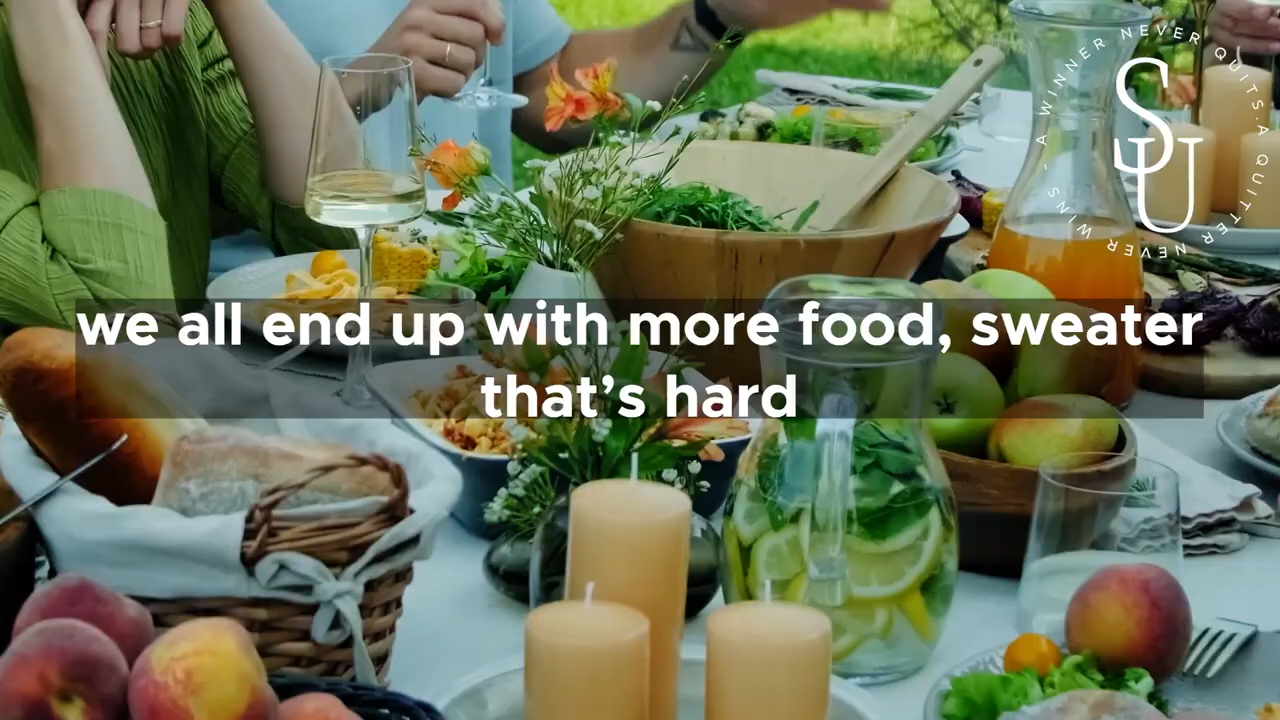 A WINNER NEVER QUITS. A QUITTER NEVER WINS -
SU
we all end up with more food, sweater
that’s hard